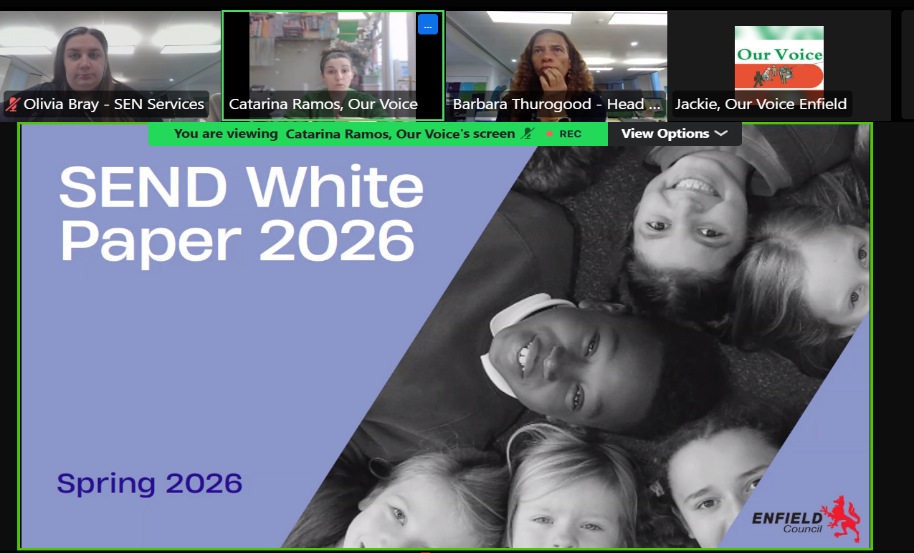 Olivia Bray - SEN Services
Catarina Ramos, Our Voice
...
Barbara Thurogood - Head ...
Our Voice
Jackie, Our Voice Enfield
You are viewing Catarina Ramos, Our Voice's screen
REC
View Options
SEND White
Paper 2026
Spring 2026
ENFIELD
Council